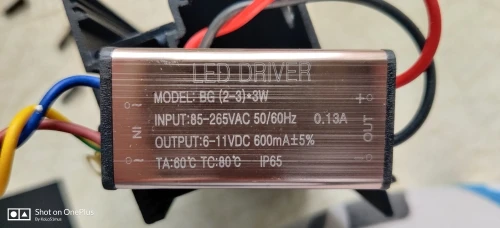 LED DRIVER
MODEL: BG (2-3)*3W
INPUT:85-265VAC 50/60Hz 0.13A
OUTPUT:6-11VDC 600mA±5%
TA:60℃ TC:80℃ IP65
IN
OUT
Shot on OnePlus